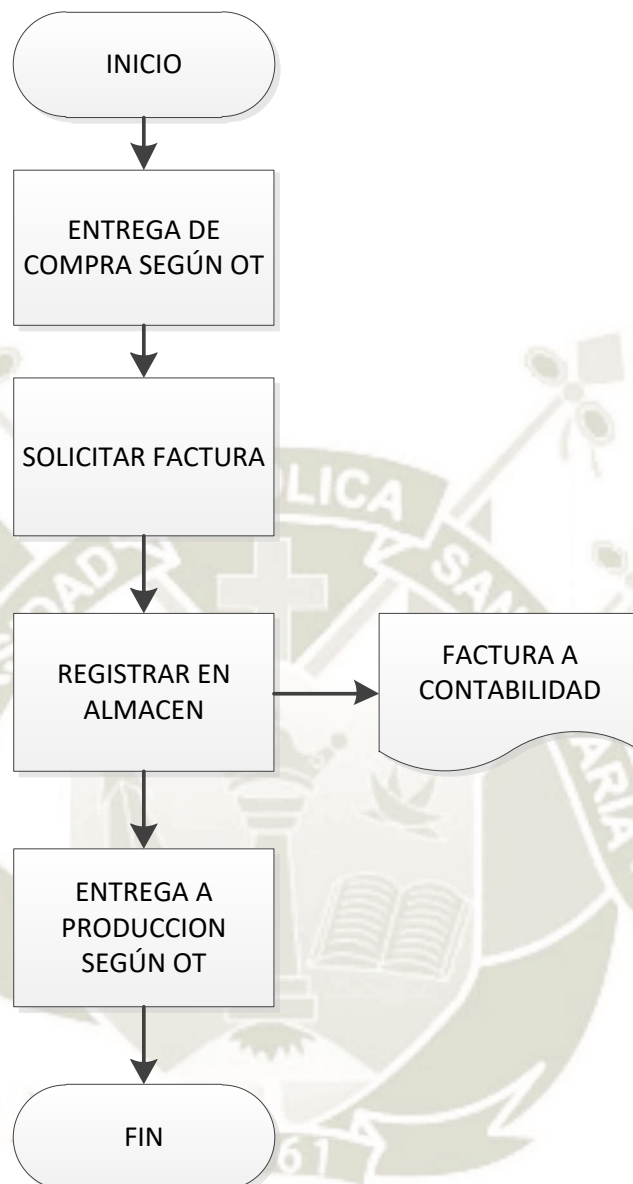 INICIO
ENTREGA DE
COMPRA SEGÚN OT
SOLICITAR FACTURA
REGISTRAR EN
ALMACEN
FACTURA A
CONTABILIDAD
ENTREGA A
PRODUCCION
SEGÚN OT
FIN